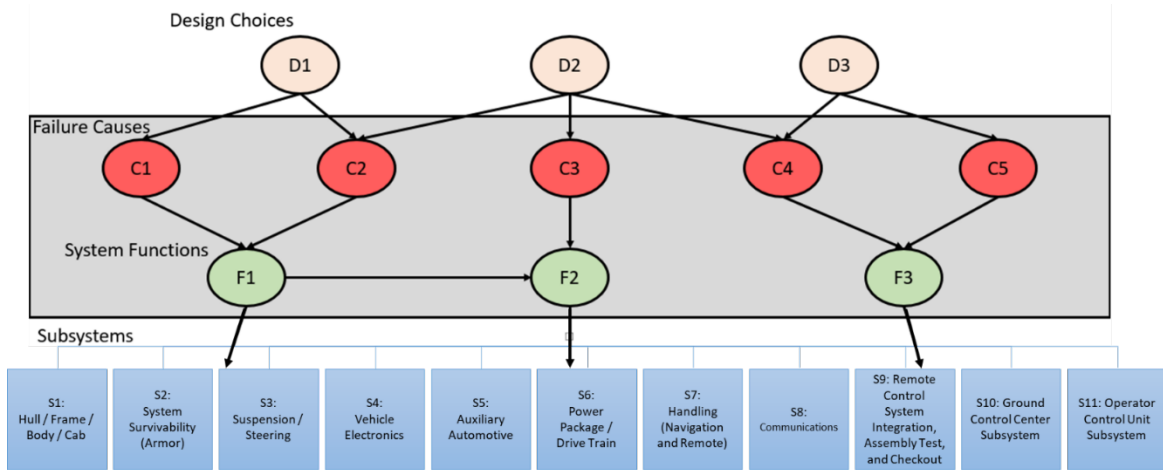 Design Choices
D1
D2
D3
Failure Causes
C1
C2
C3
C4
C5
System Functions
F1
F2
F3
Subsystems
S1:
Hull / Frame /
Body / Cab
S2:
System
Survivability
(Armor)
S3:
Suspension /
Steering
S4:
Vehicle
Electronics
S5:
Auxiliary
Automotive
S6:
Power
Package /
Drive Train
S7:
Handling
(Navigation
and Remote)
S8:
Communications
S9: Remote
Control
System
Integration,
Assembly Test,
and Checkout
S10: Ground
Control Center
Subsystem
S11: Operator
Control Unit
Subsystem